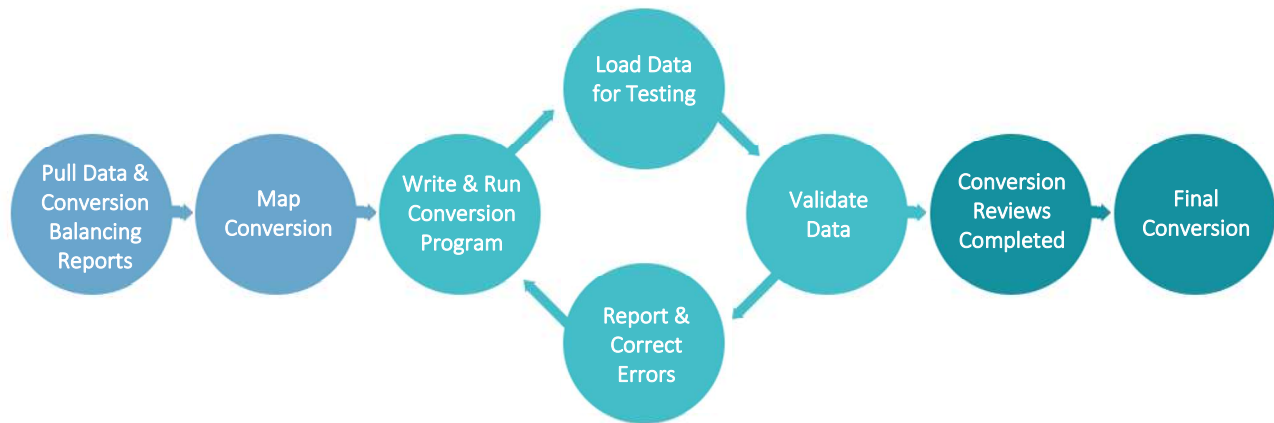 Pull Data &
Conversion
Balancing
Reports
Map
Conversion
Write & Run
Conversion
Program
Load Data
for Testing
Validate
Data
Report &
Correct
Errors
Conversion
Reviews
Completed
Final
Conversion